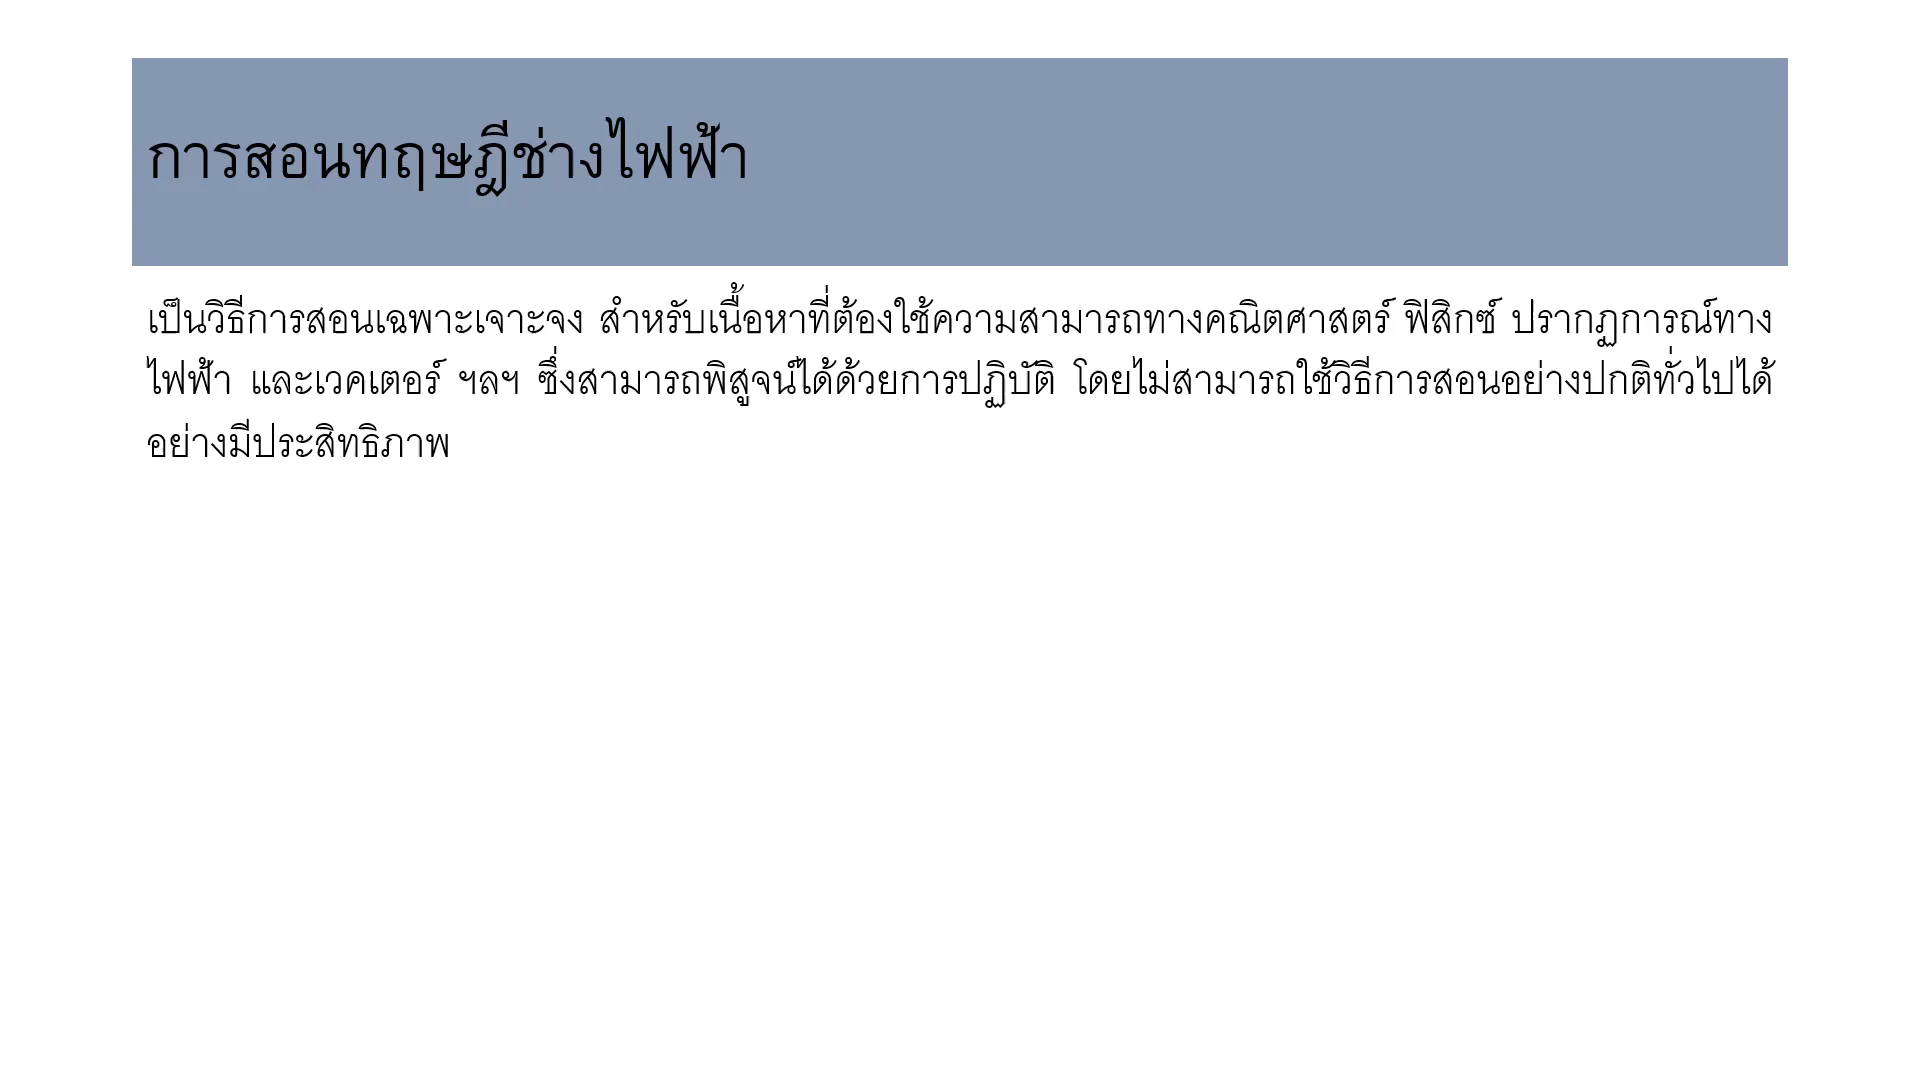 การสอนทฤษฎีช่างไฟฟ้า
เป็นวิธีการสอนเฉพาะเจาะจง สำหรับเนื้อหาที่ต้องใช้ความสามารถทางคณิตศาสตร์ ฟิสิกซ์ ปรากฏการณ์ทาง
ไฟฟ้า และเวคเตอร์ ฯลฯ ซึ่งสามารถพิสูจน์ได้ด้วยการปฏิบัติ โดยไม่สามารถใช้วิธีการสอนอย่างปกติทั่วไปได้
อย่างมีประสิทธิภาพ